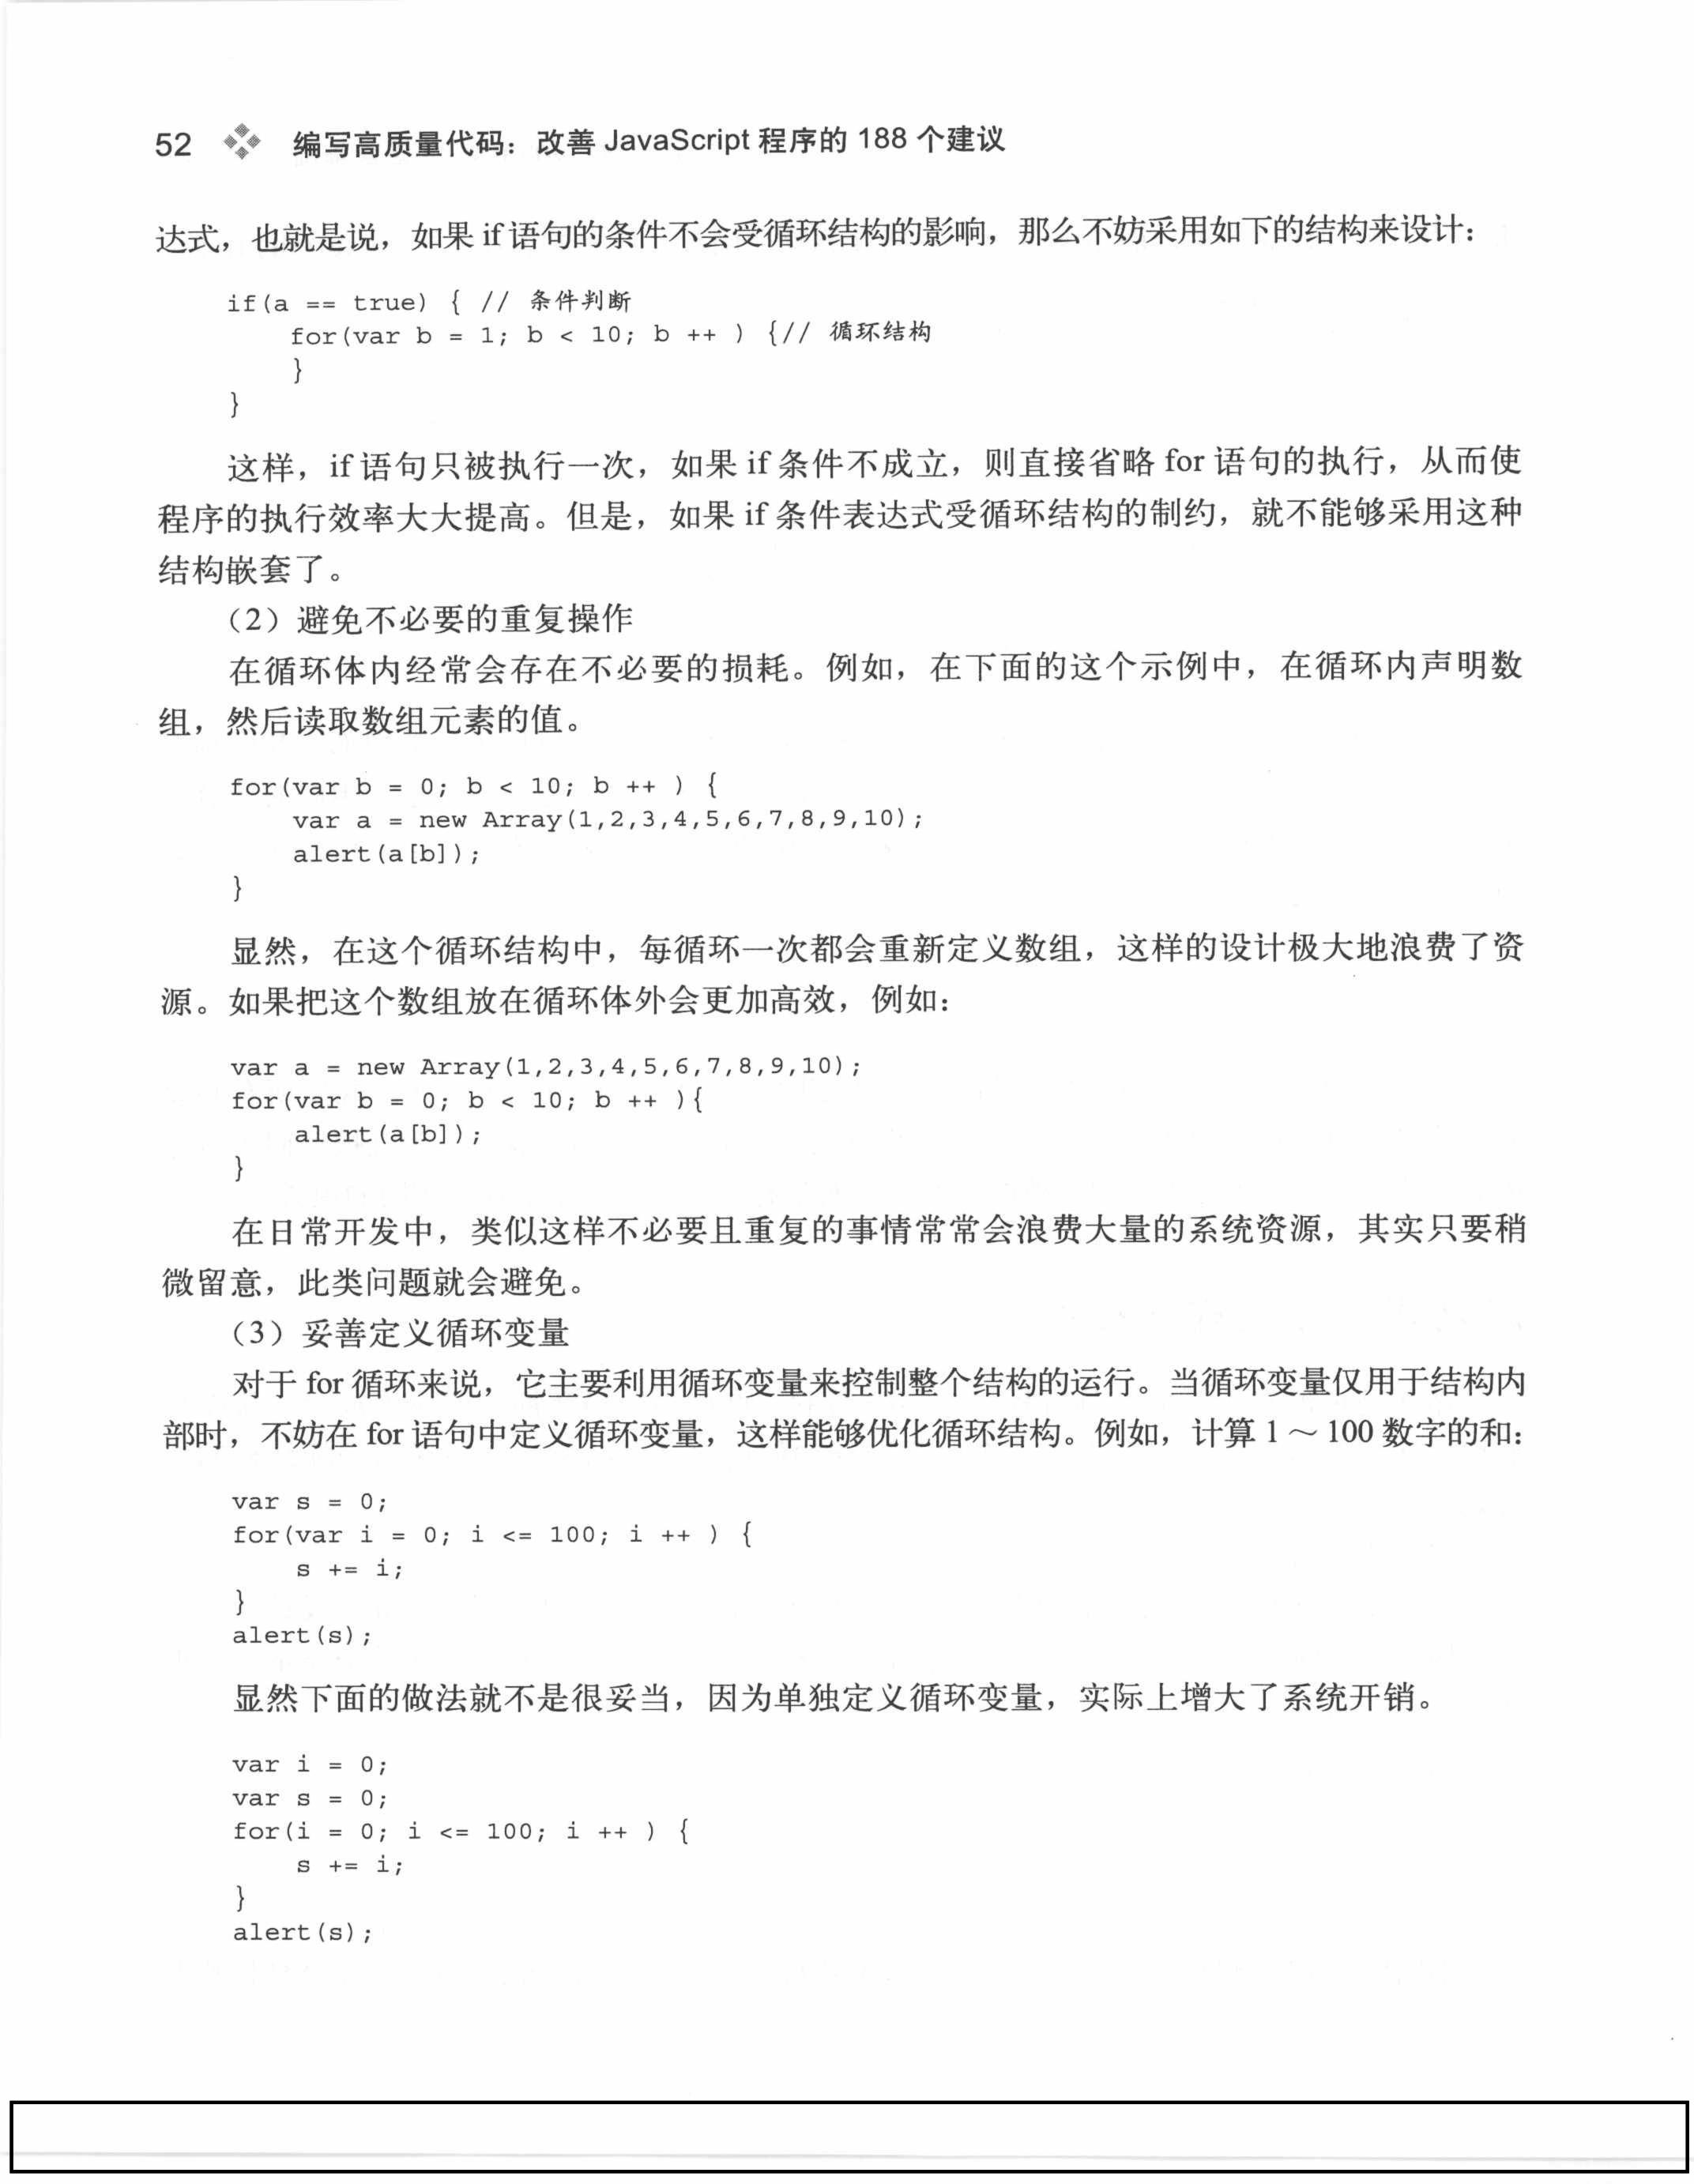 52 编写高质量代码：改善 JavaScript 程序的 188 个建议
达式，也就是说，如果 if 语句的条件不会受循环结构的影响，那么不妨采用如下的结构来设计：
if(a == true) { // 条件判断
    for(var b = 1; b < 10; b ++ ) {// 循环结构
    }
}
这样，if 语句只被执行一次，如果 if 条件不成立，则直接省略 for 语句的执行，从而使
程序的执行效率大大提高。但是，如果 if 条件表达式受循环结构的制约，就不能够采用这种
结构嵌套了。
（2）避免不必要的重复操作
在循环体内经常会存在不必要的损耗。例如，在下面的这个示例中，在循环内声明数
组，然后读取数组元素的值。
for(var b = 0; b < 10; b ++ ) {
    var a = new Array(1,2,3,4,5,6,7,8,9,10);
    alert(a[b]);
}
显然，在这个循环结构中，每循环一次都会重新定义数组，这样的设计极大地浪费了资
源。如果把这个数组放在循环体外会更加高效，例如：
var a = new Array(1,2,3,4,5,6,7,8,9,10);
for(var b = 0; b < 10; b ++ ){
    alert(a[b]);
}
在日常开发中，类似这样不必要且重复的事情常常会浪费大量的系统资源，其实只要稍
微留意，此类问题就会避免。
（3）妥善定义循环变量
对于 for 循环来说，它主要利用循环变量来控制整个结构的运行。当循环变量仅用于结构内
部时，不妨在 for 语句中定义循环变量，这样能够优化循环结构。例如，计算 1 ～ 100 数字的和：
var s = 0;
for(var i = 0; i <= 100; i ++ ) {
    s += i;
}
alert(s);
显然下面的做法就不是很妥当，因为单独定义循环变量，实际上增大了系统开销。
var i = 0;
var s = 0;
for(i = 0; i <= 100; i ++ ) {
    s += i;
}
alert(s);